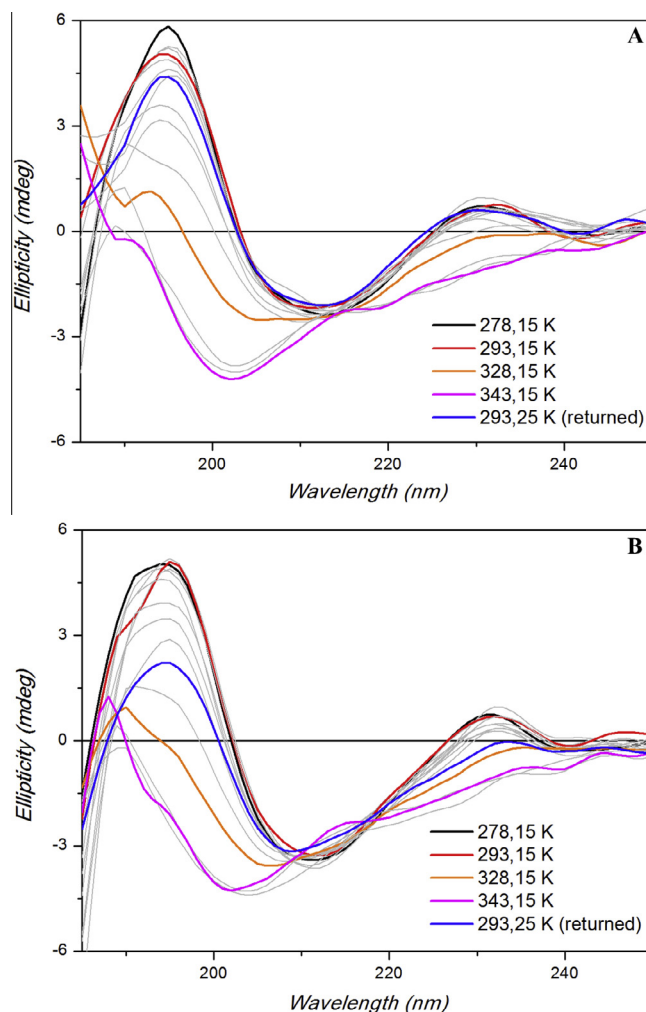 A
6
3
0
-3
-6
Ellipticity (mdeg)
278,15 K
293,15 K
328,15 K
343,15 K
293,25 K (returned)
200
220
240
Wavelength (nm)
B
6
3
0
-3
-6
Ellipticity (mdeg)
278,15 K
293,15 K
328,15 K
343,15 K
293,25 K (returned)
200
220
240
Wavelength (nm)